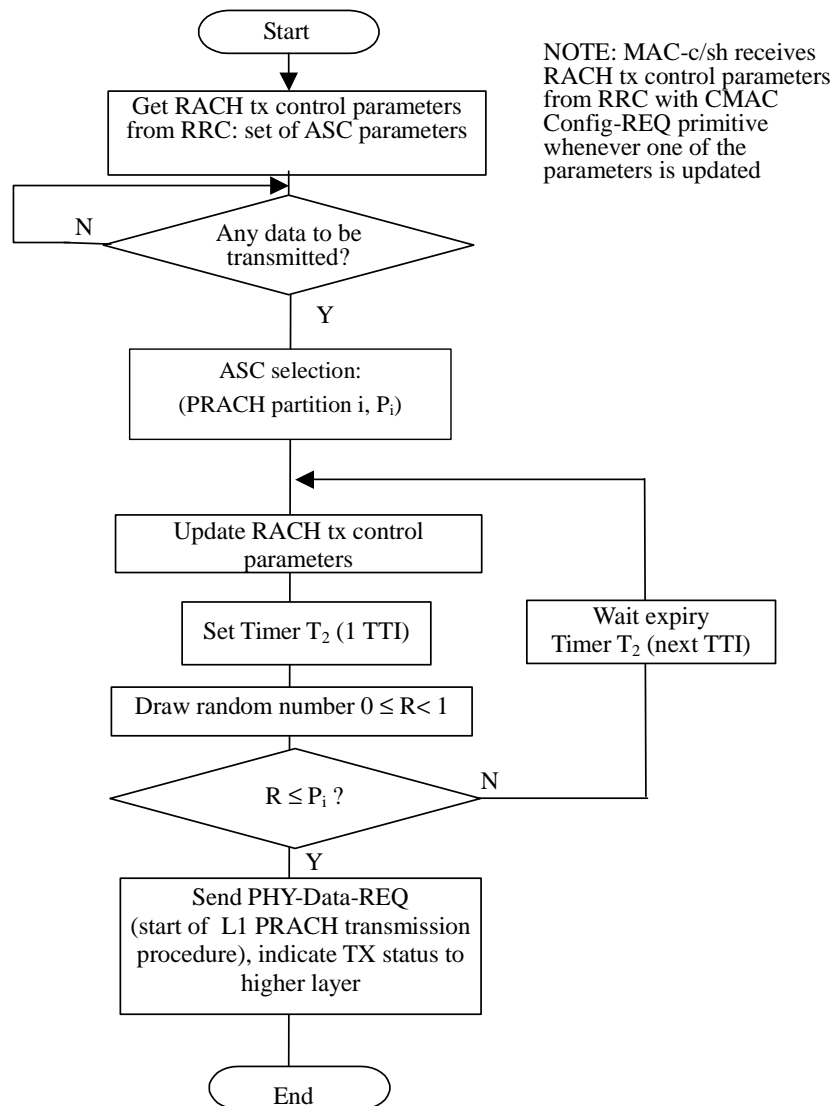 Start
NOTE: MAC-c/sh receives
RACH tx control parameters
from RRC with CMAC
Config-REQ primitive
whenever one of the
parameters is updated
Get RACH tx control parameters
from RRC: set of ASC parameters
N
Any data to be
transmitted?
Y
ASC selection:
(PRACH partition i, Pᵢ)
Update RACH tx control
parameters
Set Timer T₂ (1 TTI)
Wait expiry
Timer T₂ (next TTI)
Draw random number 0 ≤ R< 1
N
R ≤ Pᵢ ?
Y
Send PHY-Data-REQ
(start of L1 PRACH transmission
procedure), indicate TX status to
higher layer
End